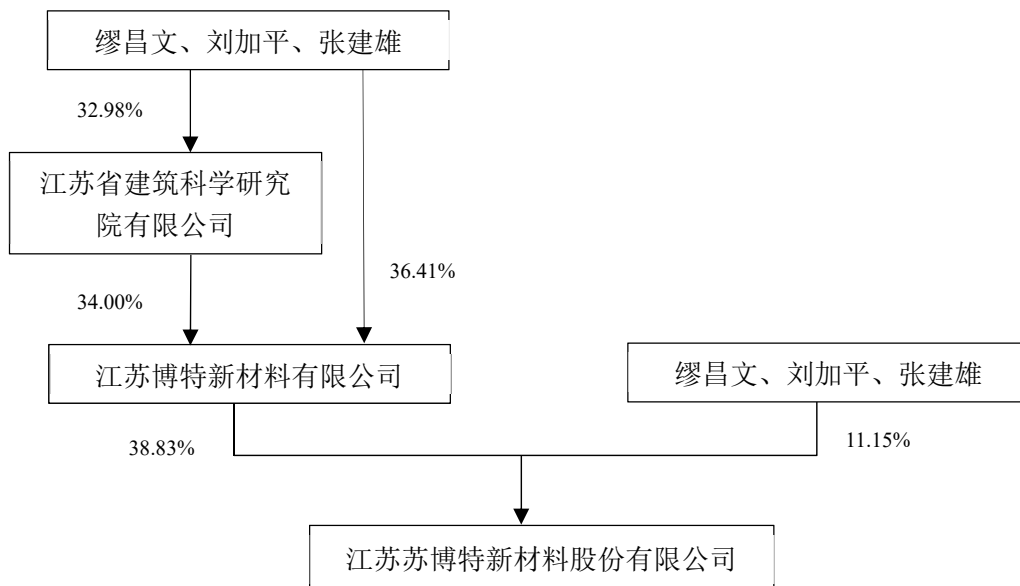 缪昌文、刘加平、张建雄
32.98%
江苏省建筑科学研究
院有限公司
36.41%
34.00%
江苏博特新材料有限公司
缪昌文、刘加平、张建雄
38.83%
11.15%
江苏苏博特新材料股份有限公司